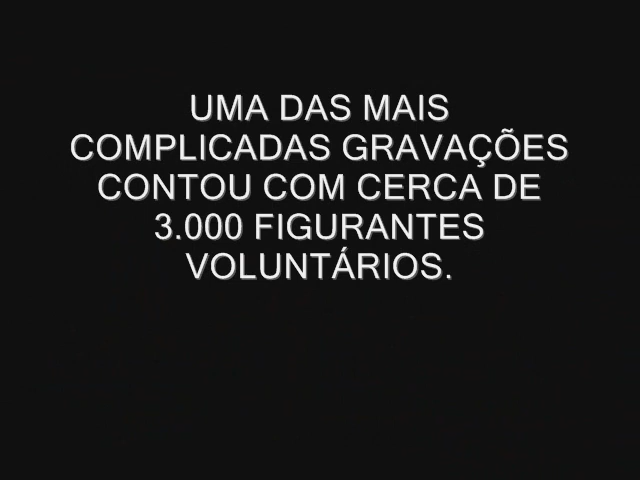 UMA DAS MAIS
COMPLICADAS GRAVAÇÕES
CONTOU COM CERCA DE
3.000 FIGURANTES
VOLUNTÁRIOS.